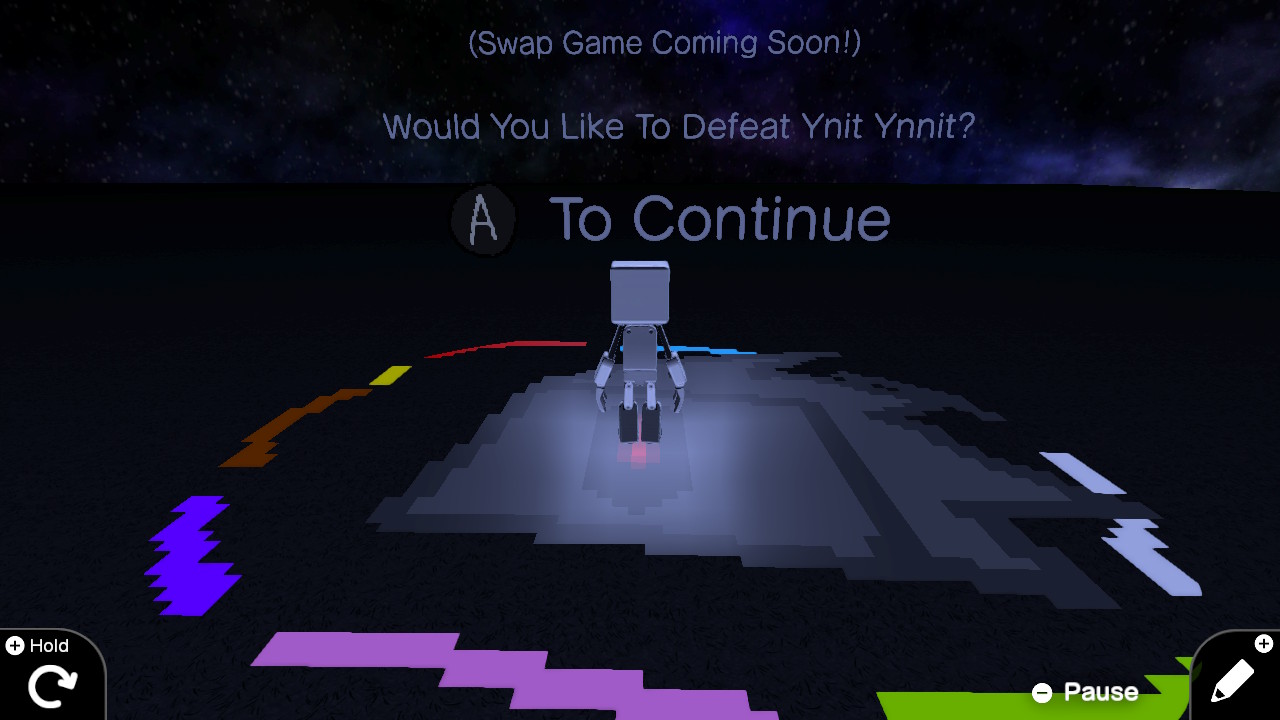 (Swap Game Coming Soon!)
Would You Like To Defeat Ynit Ynnit?
A To Continue
Hold
Pause